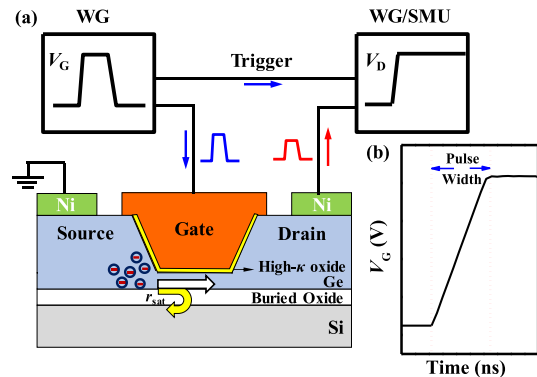 (a)
WG
WG/SMU
V_G
Trigger
V_D
(b)
Pulse
Width
Ni
Ni
Source
Gate
Drain
High-κ oxide
Ge
r_sat
Buried Oxide
Si
V_G (V)
Time (ns)